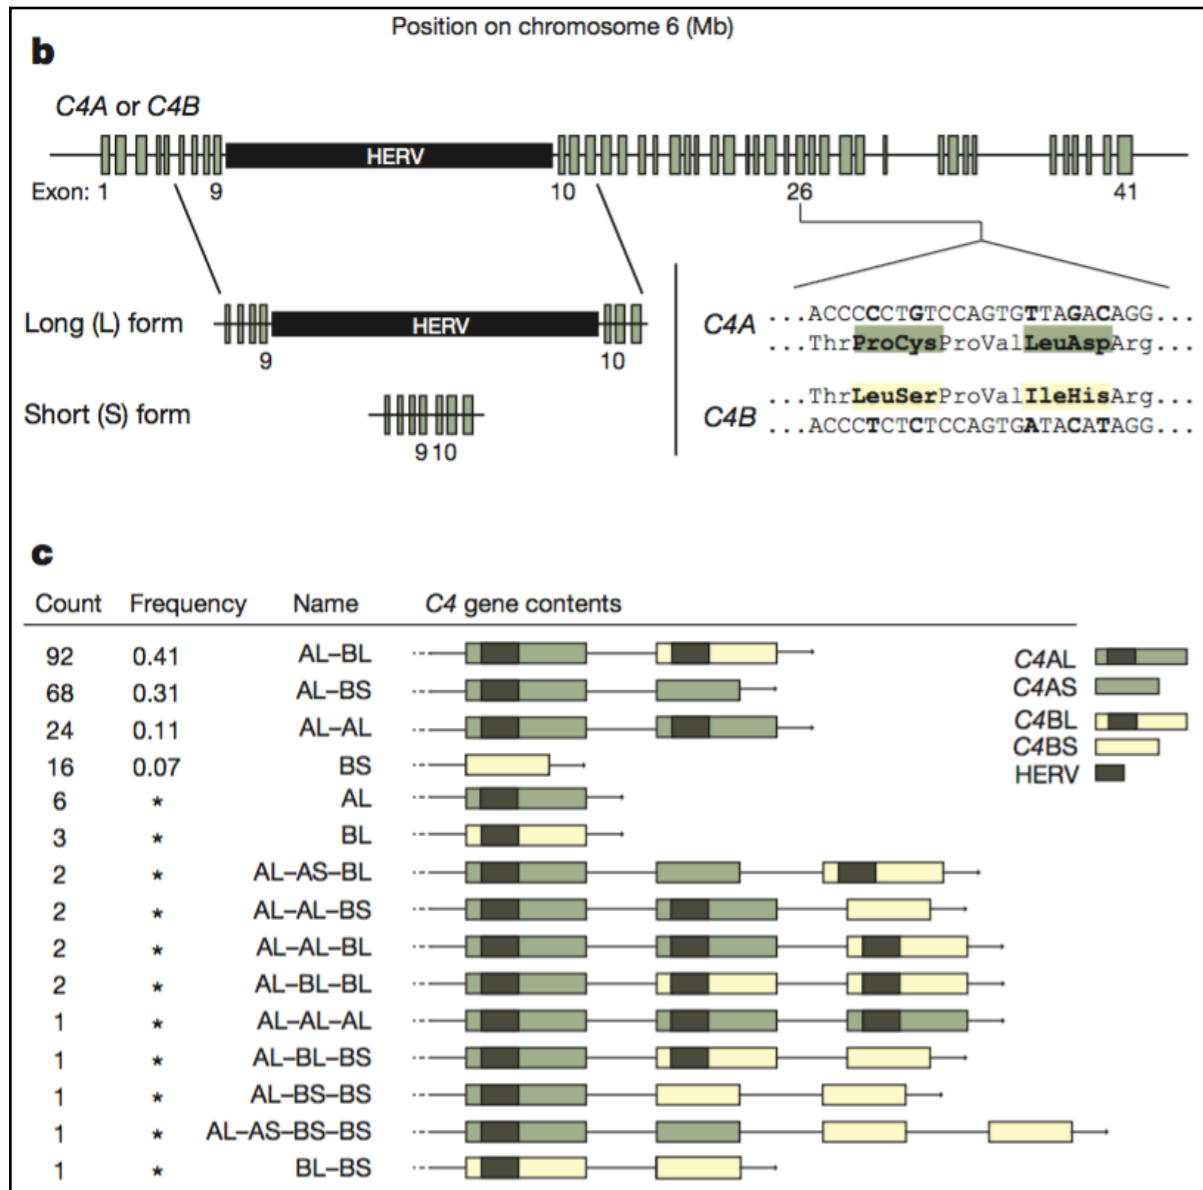 Position on chromosome 6 (Mb)
b
C4A or C4B
HERV
Exon: 1 9 10 26 41
Long (L) form
HERV
9 10
Short (S) form
9 10
C4A
...ACCCCCTGTCCAGTGTTAGACAGG...
...ThrProCysProValLeuAspArg...
C4B
...ThrLeuSerProValIleHisArg...
...ACCCTCTCTCCAGTGATACATAGG...
c
Count Frequency Name C4 gene contents
92 0.41 AL–BL
68 0.31 AL–BS
24 0.11 AL–AL
16 0.07 BS
6 * AL
3 * BL
2 * AL–AS–BL
2 * AL–AL–BS
2 * AL–AL–BL
2 * AL–BL–BL
1 * AL–AL–AL
1 * AL–BL–BS
1 * AL–BS–BS
1 * AL–AS–BS–BS
1 * BL–BS
C4AL
C4AS
C4BL
C4BS
HERV